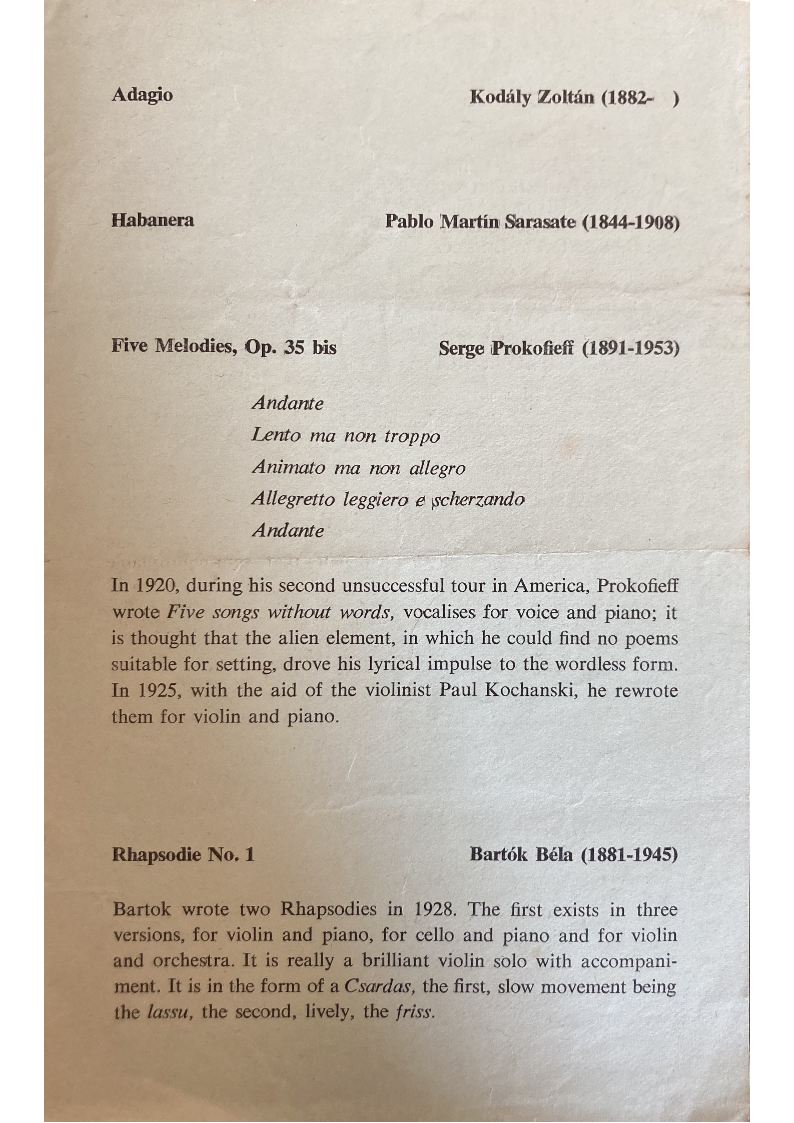 Adagio Kodály Zoltán (1882- )
Habanera Pablo Martín Sarasate (1844-1908)
Five Melodies, Op. 35 bis Serge Prokofieff (1891-1953)
Andante
Lento ma non troppo
Animato ma non allegro
Allegretto leggiero e scherzando
Andante
In 1920, during his second unsuccessful tour in America, Prokofieff
wrote Five songs without words, vocalises for voice and piano; it
is thought that the alien element, in which he could find no poems
suitable for setting, drove his lyrical impulse to the wordless form.
In 1925, with the aid of the violinist Paul Kochanski, he rewrote
them for violin and piano.
Rhapsodie No. 1 Bartók Béla (1881-1945)
Bartok wrote two Rhapsodies in 1928. The first exists in three
versions, for violin and piano, for cello and piano and for violin
and orchestra. It is really a brilliant violin solo with accompani-
ment. It is in the form of a Csardas, the first, slow movement being
the lassu, the second, lively, the friss.